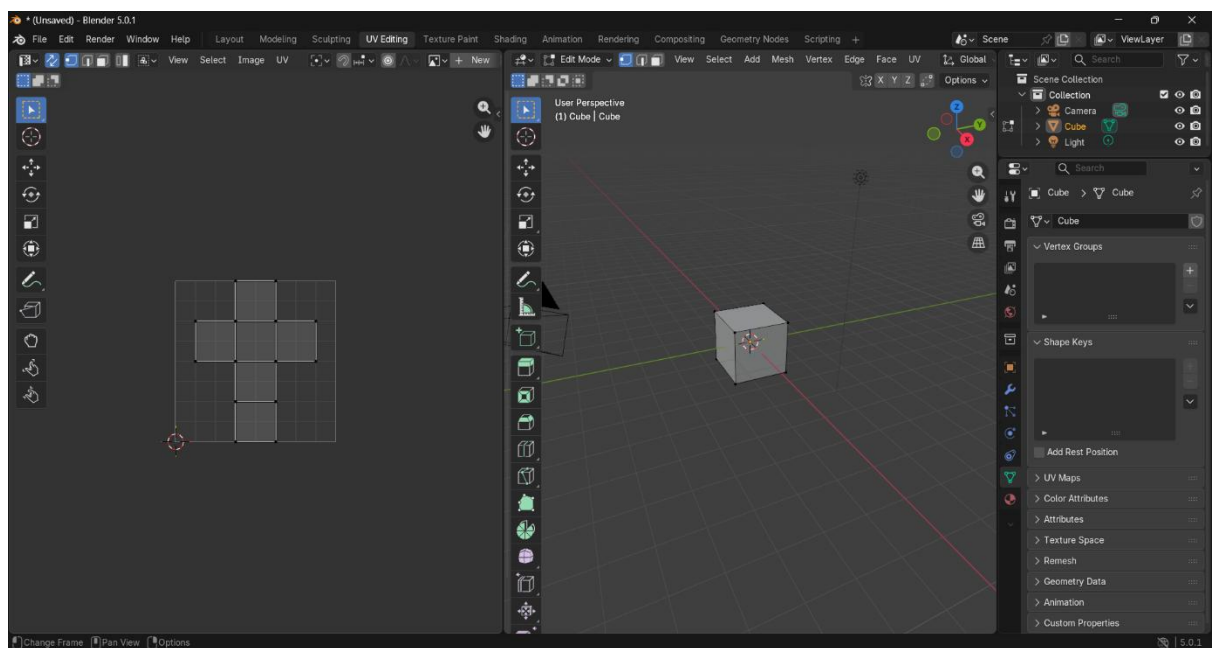 * (Unsaved) - Blender 5.0.1
File Edit Render Window Help Layout Modeling Sculpting UV Editing Texture Paint Shading Animation Rendering Compositing Geometry Nodes Scripting + Scene ViewLayer
View Select Image UV + New
Edit Mode View Select Add Mesh Vertex Edge Face UV Global
Search
X Y Z Options
User Perspective
(1) Cube | Cube
Z
Y
X
Scene Collection
Collection
Camera
Cube
Light
Search
Cube > Cube
Cube
Vertex Groups
Shape Keys
Add Rest Position
UV Maps
Color Attributes
Attributes
Texture Space
Remesh
Geometry Data
Animation
Custom Properties
Change Frame Pan View Options
5.0.1